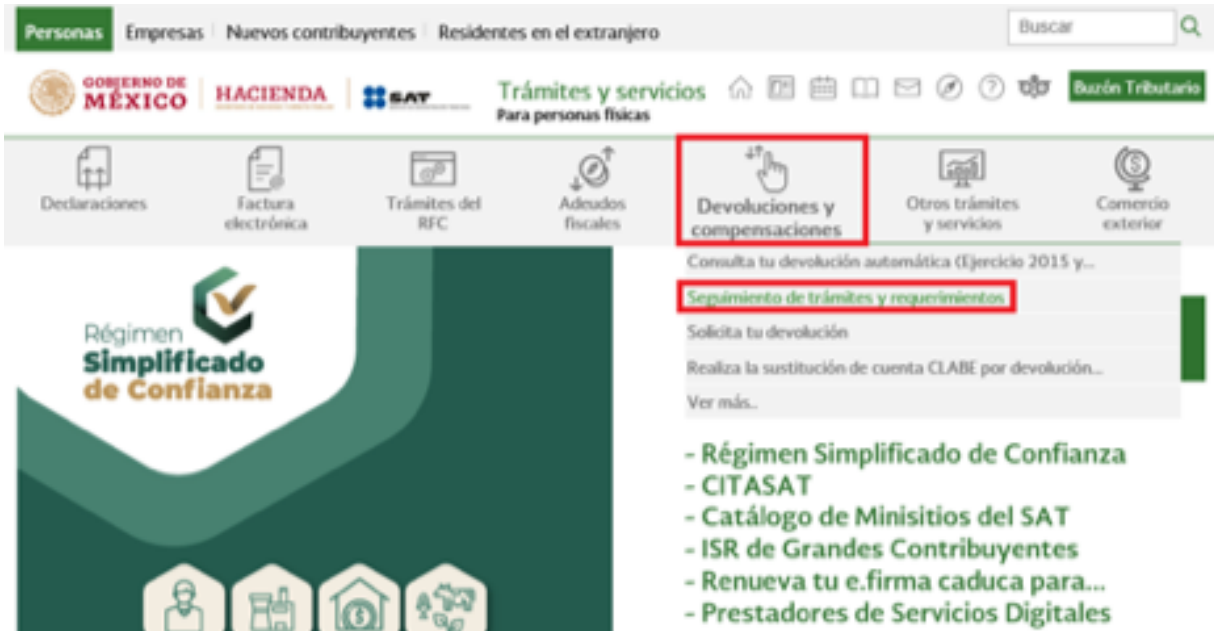 Personas Empresas Nuevos contribuyentes Residentes en el extranjero Buscar
GOBIERNO DE MÉXICO
HACIENDA
SAT
Trámites y servicios
Para personas físicas
Buzón Tributario
Declaraciones
Factura electrónica
Trámites del RFC
Adeudos fiscales
Devoluciones y compensaciones
Otros trámites y servicios
Comercio exterior
Consulta tu devolución automática (Ejercicio 2015 y...
Seguimiento de trámites y requerimientos
Solicita tu devolución
Realiza la sustitución de cuenta CLABE por devolución...
Ver más..
Régimen
Simplificado
de Confianza
- Régimen Simplificado de Confianza
- CITASAT
- Catálogo de Minisitios del SAT
- ISR de Grandes Contribuyentes
- Renueva tu e.firma caduca para...
- Prestadores de Servicios Digitales